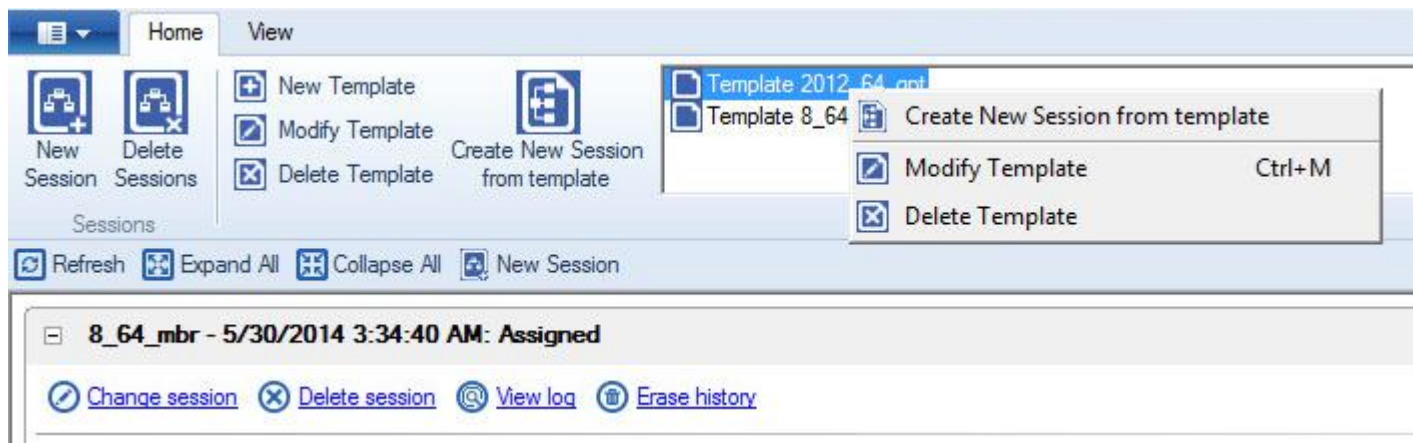 Home View
New Template
Modify Template
Delete Template
New Session
Delete Sessions
Create New Session from template
Sessions
Template 2012_64_gpt
Template 8_64
Create New Session from template
Modify Template Ctrl+M
Delete Template
Refresh Expand All Collapse All New Session
8_64_mbr - 5/30/2014 3:34:40 AM: Assigned
Change session Delete session View log Erase history